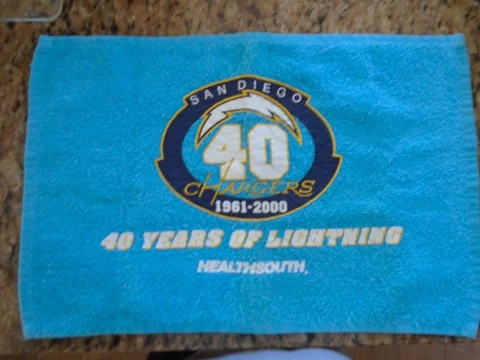 SAN DIEGO
40
CHARGERS
1961-2000
40 YEARS OF LIGHTNING
HEALTHSOUTH.